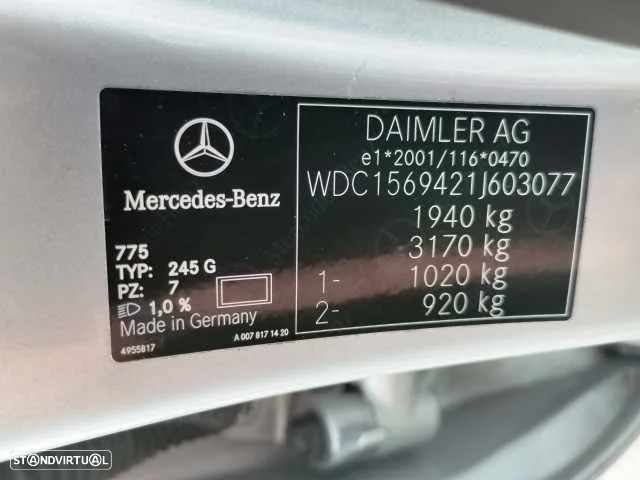 Mercedes-Benz
775
TYP: 245 G
PZ: 7
1,0 %
Made in Germany
4955817
A 007 817 14 20
DAIMLER AG
e1*2001/116*0470
WDC1569421J603077
1940 kg
3170 kg
1- 1020 kg
2- 920 kg
STANDVIRTUAL